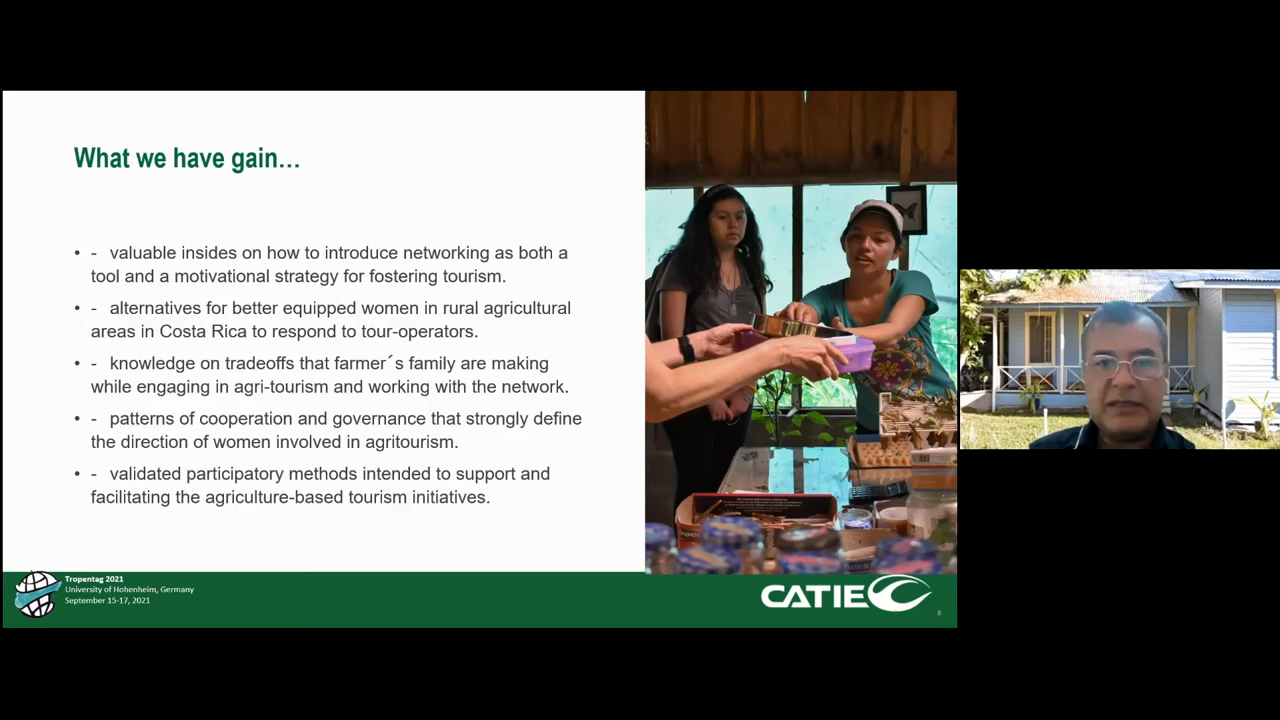 What we have gain…
• - valuable insides on how to introduce networking as both a
tool and a motivational strategy for fostering tourism.
• - alternatives for better equipped women in rural agricultural
areas in Costa Rica to respond to tour-operators.
• - knowledge on tradeoffs that farmer´s family are making
while engaging in agri-tourism and working with the network.
• - patterns of cooperation and governance that strongly define
the direction of women involved in agritourism.
• - validated participatory methods intended to support and
facilitating the agriculture-based tourism initiatives.
Tropentag 2021
University of Hohenheim, Germany
September 15-17, 2021
CATIE
8